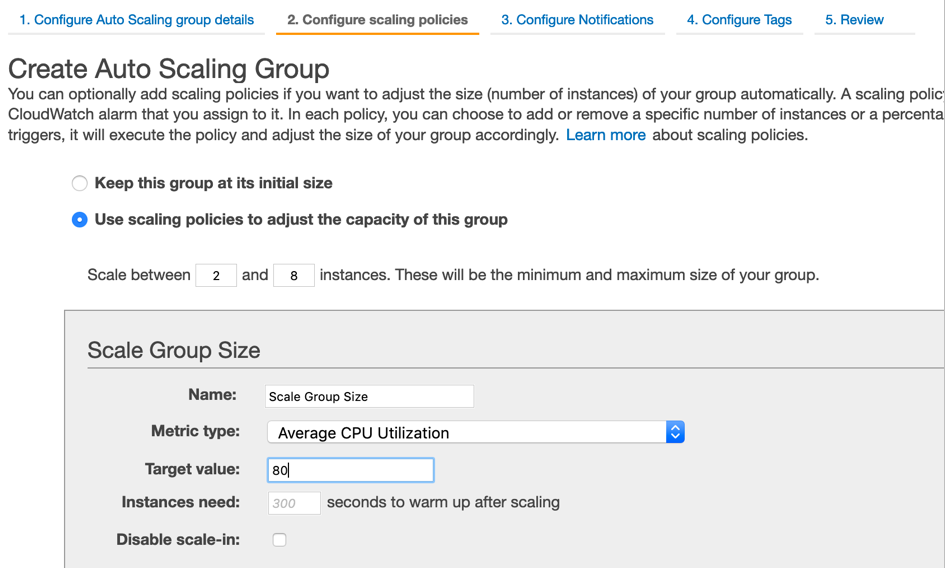 1. Configure Auto Scaling group details 2. Configure scaling policies 3. Configure Notifications 4. Configure Tags 5. Review
Create Auto Scaling Group
You can optionally add scaling policies if you want to adjust the size (number of instances) of your group automatically. A scaling
CloudWatch alarm that you assign to it. In each policy, you can choose to add or remove a specific number of instances or a
triggers, it will execute the policy and adjust the size of your group accordingly. Learn more about scaling policies.
Keep this group at its initial size
Use scaling policies to adjust the capacity of this group
Scale between 2 and 8 instances. These will be the minimum and maximum size of your group.
Scale Group Size
Name: Scale Group Size
Metric type: Average CPU Utilization
Target value: 80
Instances need: 300 seconds to warm up after scaling
Disable scale-in: